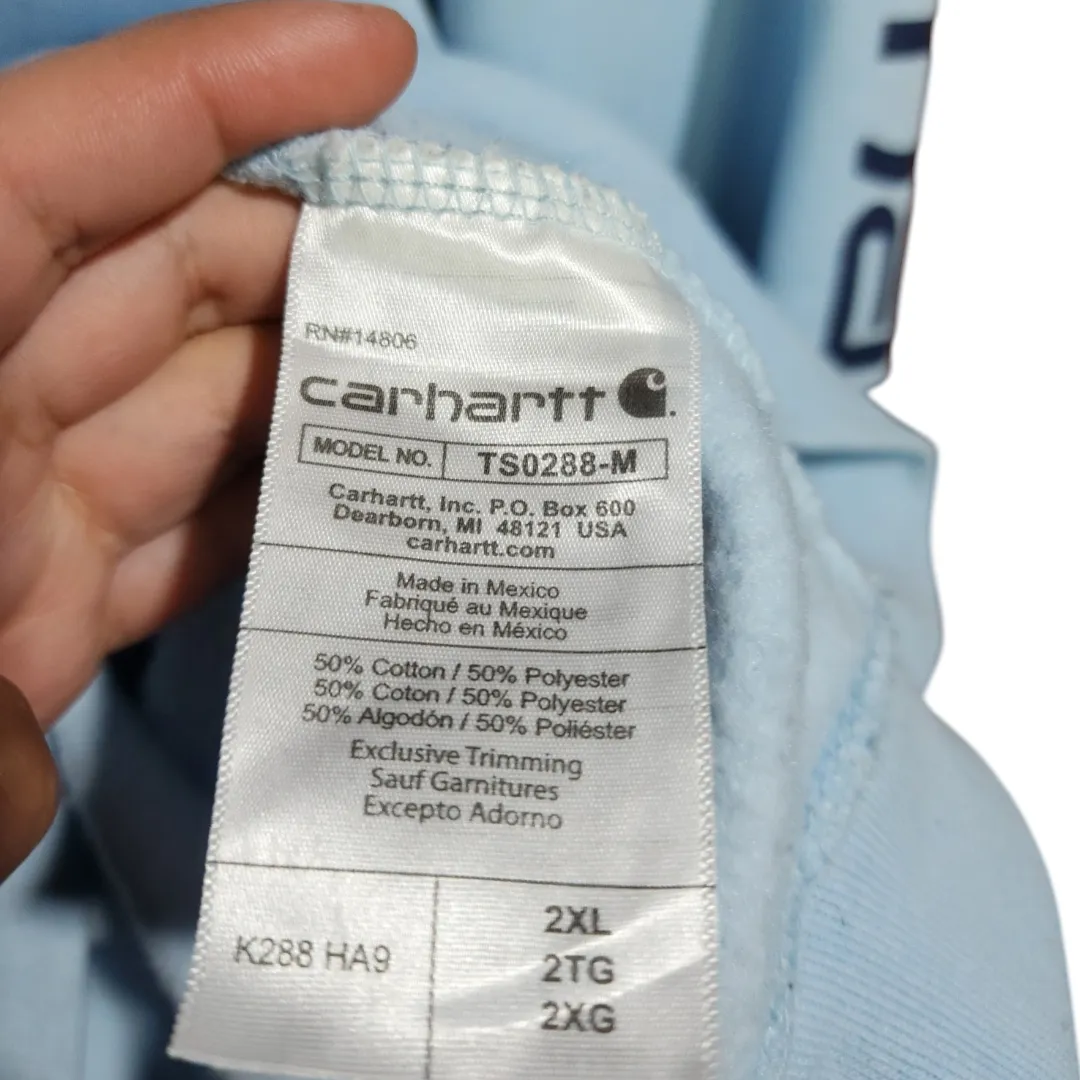 RN#14806
carhartt
MODEL NO. TS0288-M
Carhartt, Inc. P.O. Box 600
Dearborn, MI 48121 USA
carhartt.com
Made in Mexico
Fabriqué au Mexique
Hecho en México
50% Cotton / 50% Polyester
50% Coton / 50% Polyester
50% Algodón / 50% Poliéster
Exclusive Trimming
Sauf Garnitures
Excepto Adorno
K288 HA9
2XL
2TG
2XG